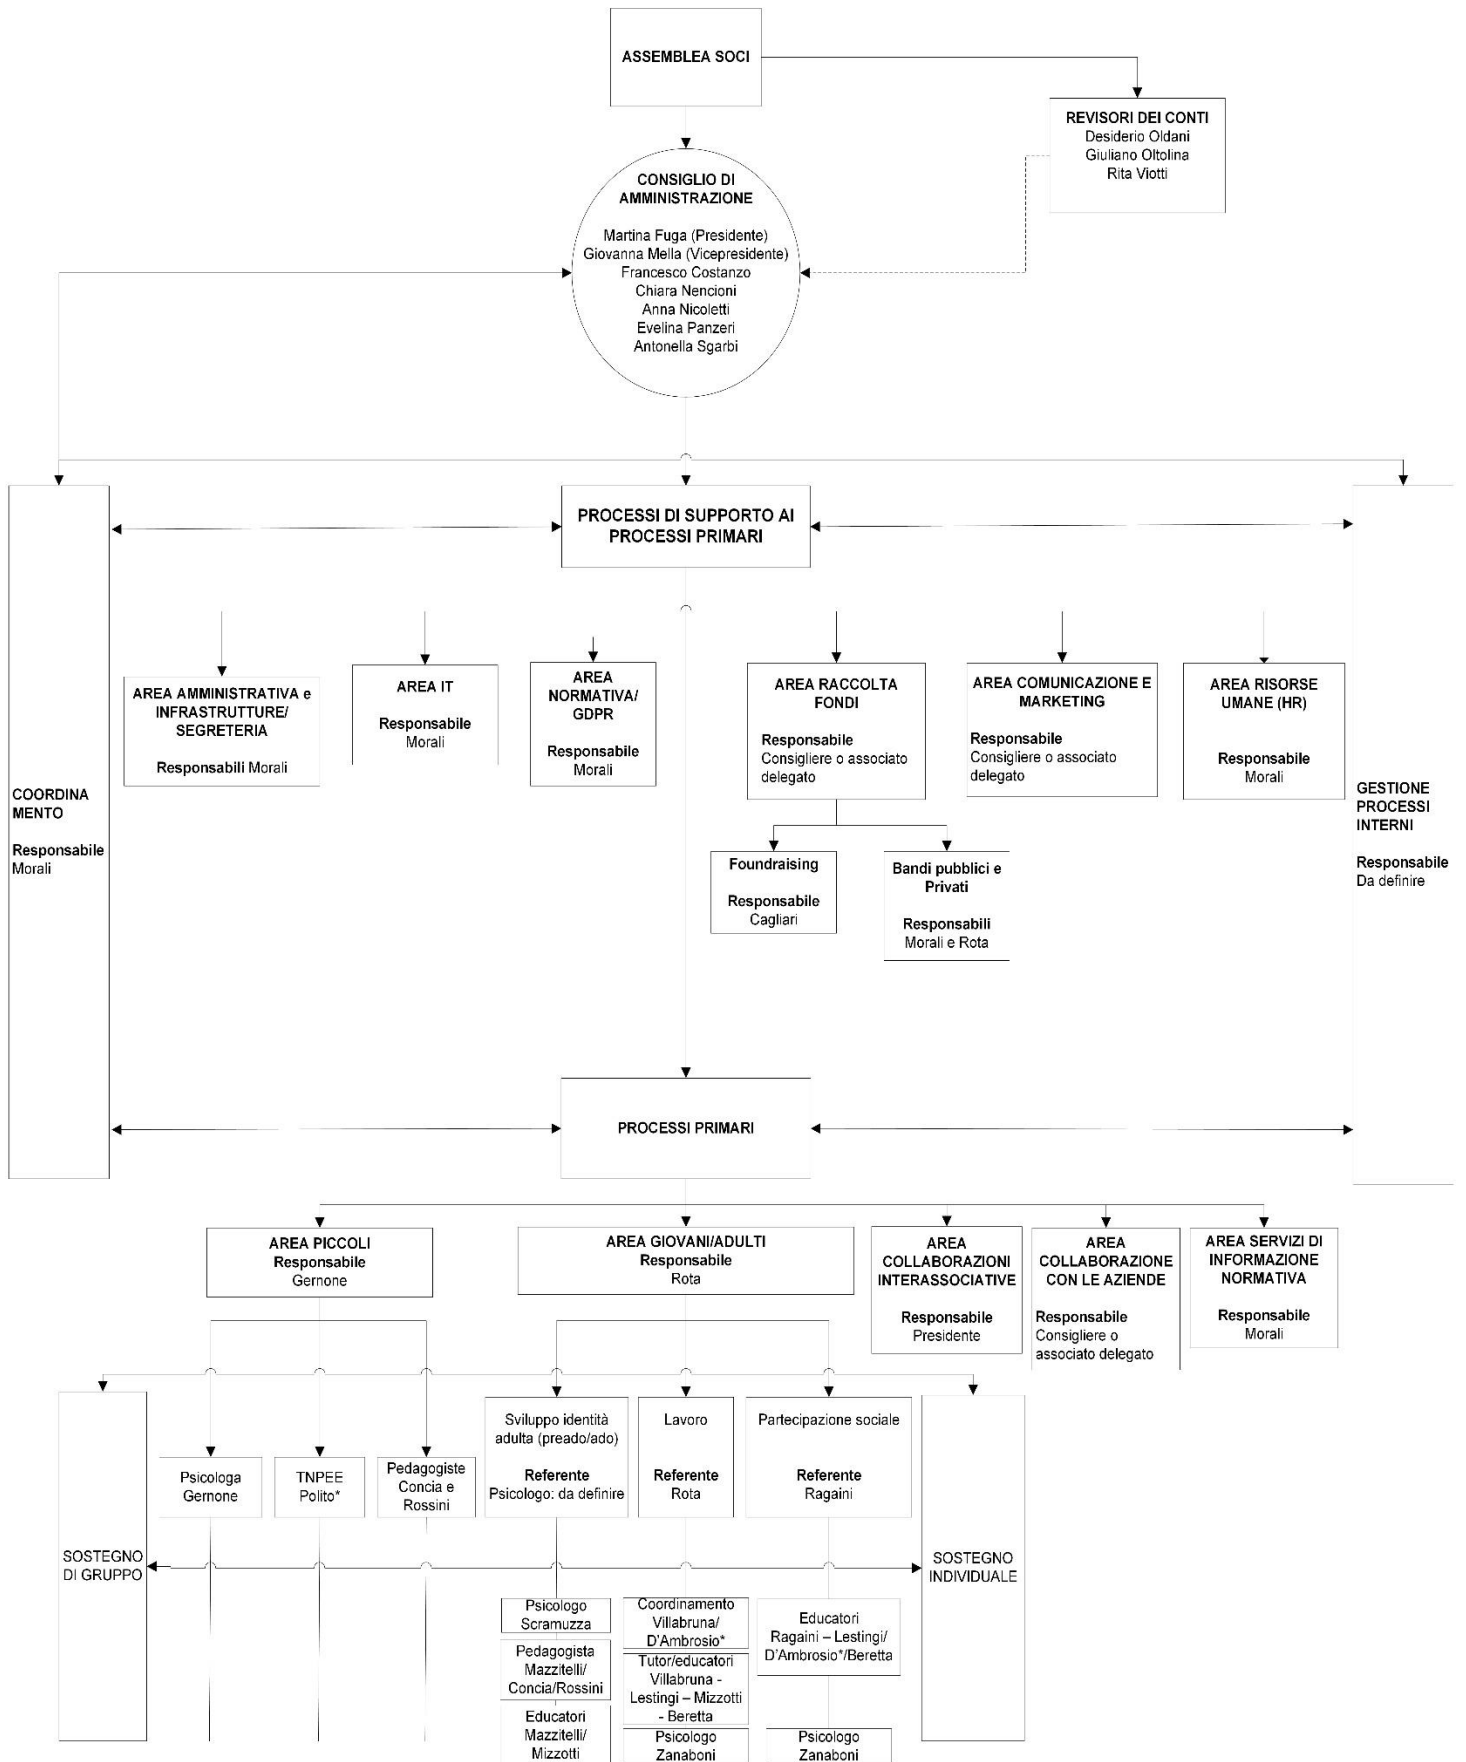 ASSEMBLEA SOCI
REVISORI DEI CONTI
Desiderio Oldani
Giuliano Oltolina
Rita Viotti
CONSIGLIO DI
AMMINISTRAZIONE
Martina Fuga (Presidente)
Giovanna Mella (Vicepresidente)
Francesco Costanzo
Chiara Nencioni
Anna Nicoletti
Evelina Panzeri
Antonella Sgarbi
PROCESSI DI SUPPORTO AI
PROCESSI PRIMARI
COORDINA
MENTO
Responsabile
Morali
AREA AMMINISTRATIVA e
INFRASTRUTTURE/
SEGRETERIA
Responsabili Morali
AREA IT
Responsabile
Morali
AREA
NORMATIVA/
GDPR
Responsabile
Morali
AREA RACCOLTA
FONDI
Responsabile
Consigliere o associato
delegato
AREA COMUNICAZIONE E
MARKETING
Responsabile
Consigliere o associato
delegato
AREA RISORSE
UMANE (HR)
Responsabile
Morali
GESTIONE
PROCESSI
INTERNI
Responsabile
Da definire
Foundraising
Responsabile
Cagliari
Bandi pubblici e
Privati
Responsabili
Morali e Rota
PROCESSI PRIMARI
AREA PICCOLI
Responsabile
Gernone
AREA GIOVANI/ADULTI
Responsabile
Rota
AREA
COLLABORAZIONI
INTERASSOCIATIVE
Responsabile
Presidente
AREA
COLLABORAZIONE
CON LE AZIENDE
Responsabile
Consigliere o
associato delegato
AREA SERVIZI DI
INFORMAZIONE
NORMATIVA
Responsabile
Morali
SOSTEGNO
DI GRUPPO
Psicologa
Gernone
TNPEE
Polito*
Pedagogiste
Concia e
Rossini
Sviluppo identità
adulta (preado/ado)
Referente
Psicologo: da definire
Lavoro
Referente
Rota
Partecipazione sociale
Referente
Ragaini
SOSTEGNO
INDIVIDUALE
Psicologo
Scramuzza
Pedagogista
Mazzitelli/
Concia/Rossini
Educatori
Mazzitelli/
Mizzotti
Coordinamento
Villabruna/
D'Ambrosio*
Tutor/educatori
Villabruna -
Lestingi – Mizzotti
- Beretta
Psicologo
Zanaboni
Educatori
Ragaini – Lestingi/
D'Ambrosio*/Beretta
Psicologo
Zanaboni